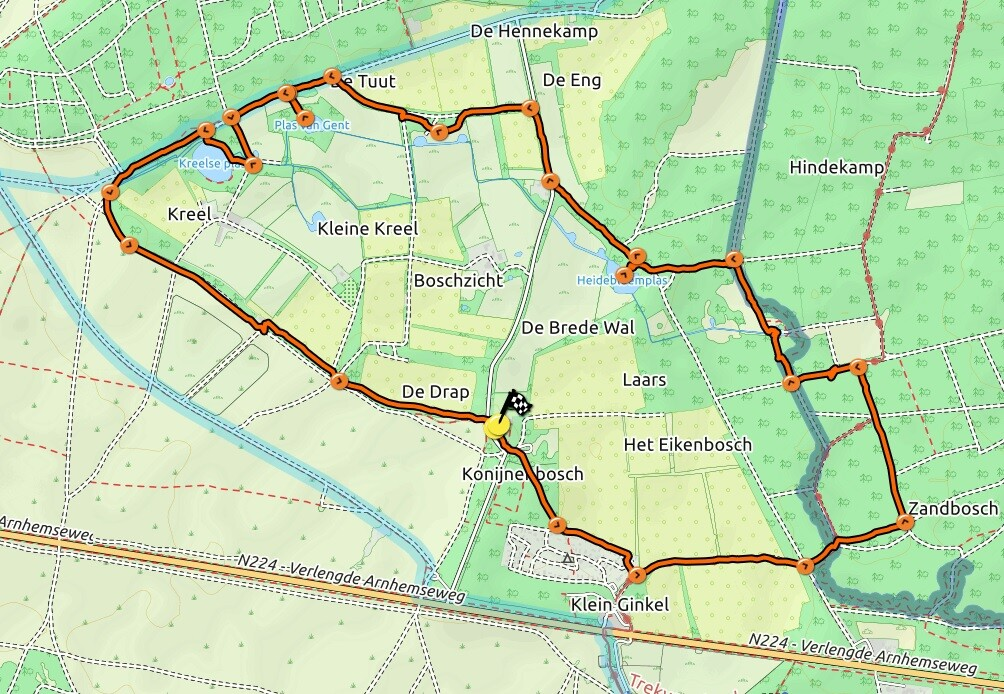 De Hennekamp
De Eng
De Tuut
Plas van Gent
Kreelse
Hindekamp
Kreel
Kleine Kreel
Boschzicht
Heidebloemplas
De Brede Wal
Laars
De Drap
Het Eikenbosch
Konijnenbosch
Zandbosch
Arnhemseweg
N224 - Verlengde Arnhemseweg
Klein Ginkel
N224 - Verlengde Arnhemseweg